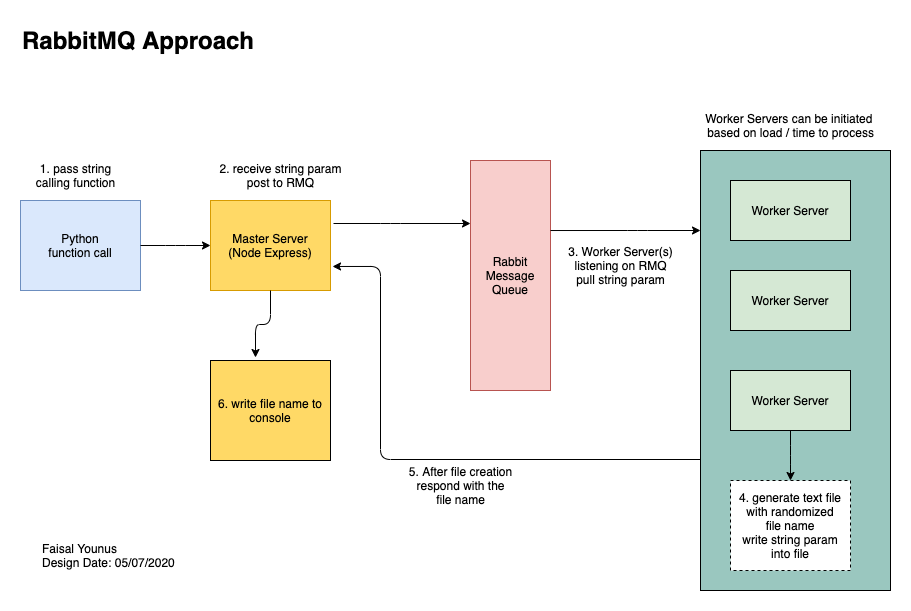 RabbitMQ Approach
Worker Servers can be initiated
based on load / time to process
1. pass string
calling function
2. receive string param
post to RMQ
Python
function call
Master Server
(Node Express)
Rabbit
Message
Queue
3. Worker Server(s)
listening on RMQ
pull string param
Worker Server
Worker Server
Worker Server
4. generate text file
with randomized
file name
write string param
into file
5. After file creation
respond with the
file name
6. write file name to
console
Faisal Younus
Design Date: 05/07/2020